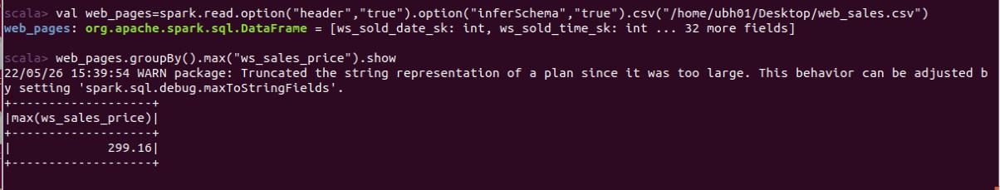 scala> val web_pages=spark.read.option("header","true").option("inferSchema","true").csv("/home/ubh01/Desktop/web_sales.csv")
web_pages: org.apache.spark.sql.DataFrame = [ws_sold_date_sk: int, ws_sold_time_sk: int ... 32 more fields]
scala> web_pages.groupBy().max("ws_sales_price").show
22/05/26 15:39:54 WARN package: Truncated the string representation of a plan since it was too large. This behavior can be adjusted b
y setting 'spark.sql.debug.maxToStringFields'.
+-------------------+
|max(ws_sales_price)|
+-------------------+
|             299.16|
+-------------------+